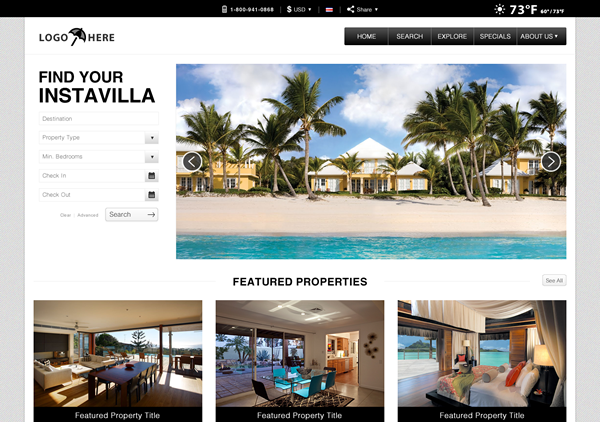 1-800-941-0868 $ USD Share 73°F 60° / 73°F
LOGO HERE
HOME SEARCH EXPLORE SPECIALS ABOUT US
FIND YOUR
INSTAVILLA
Destination
Property Type
Min. Bedrooms
Check In
Check Out
Clear | Advanced Search
FEATURED PROPERTIES
See All
Featured Property Title
Featured Property Title
Featured Property Title